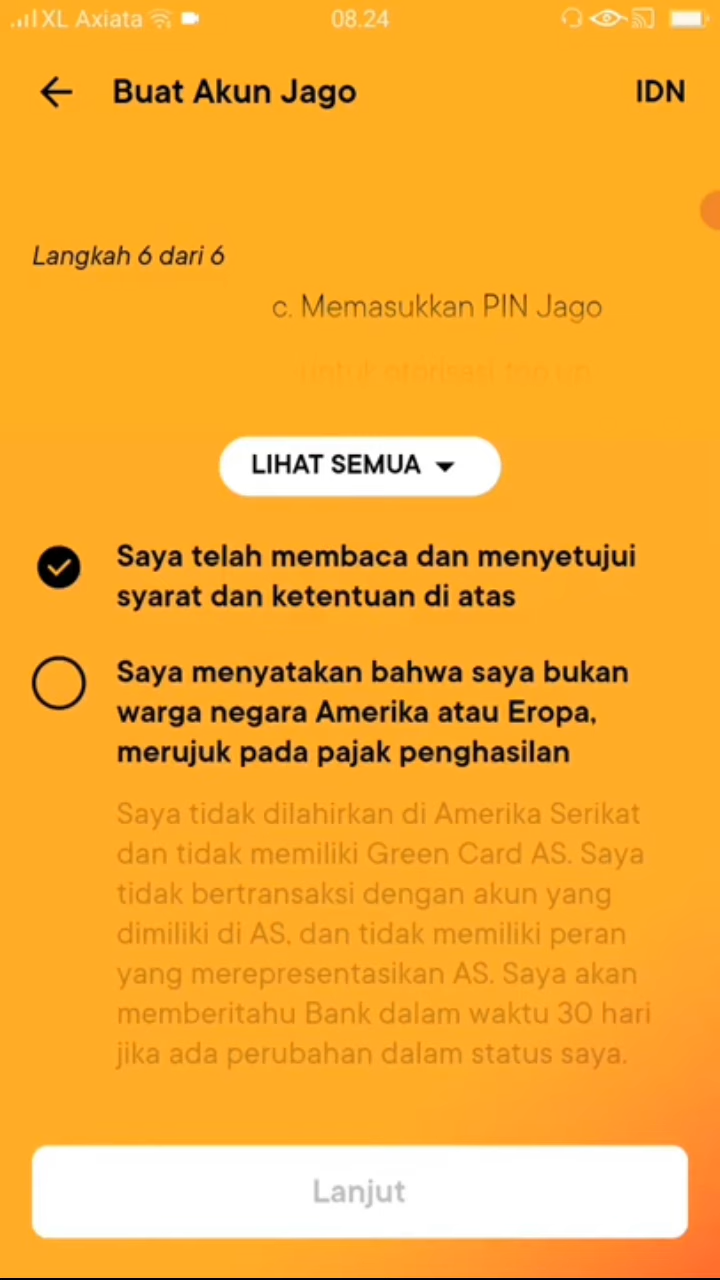 XL Axiata
08.24
Buat Akun Jago
IDN
Langkah 6 dari 6
c. Memasukkan PIN Jago
untuk otorisasi top up
LIHAT SEMUA
Saya telah membaca dan menyetujui
syarat dan ketentuan di atas
Saya menyatakan bahwa saya bukan
warga negara Amerika atau Eropa,
merujuk pada pajak penghasilan
Saya tidak dilahirkan di Amerika Serikat
dan tidak memiliki Green Card AS. Saya
tidak bertransaksi dengan akun yang
dimiliki di AS, dan tidak memiliki peran
yang merepresentasikan AS. Saya akan
memberitahu Bank dalam waktu 30 hari
jika ada perubahan dalam status saya.
Lanjut